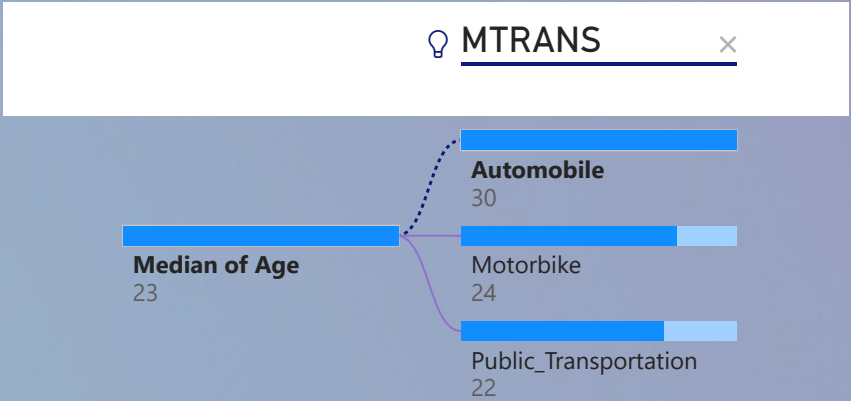 MTRANS
Automobile
30
Median of Age
23
Motorbike
24
Public_Transportation
22